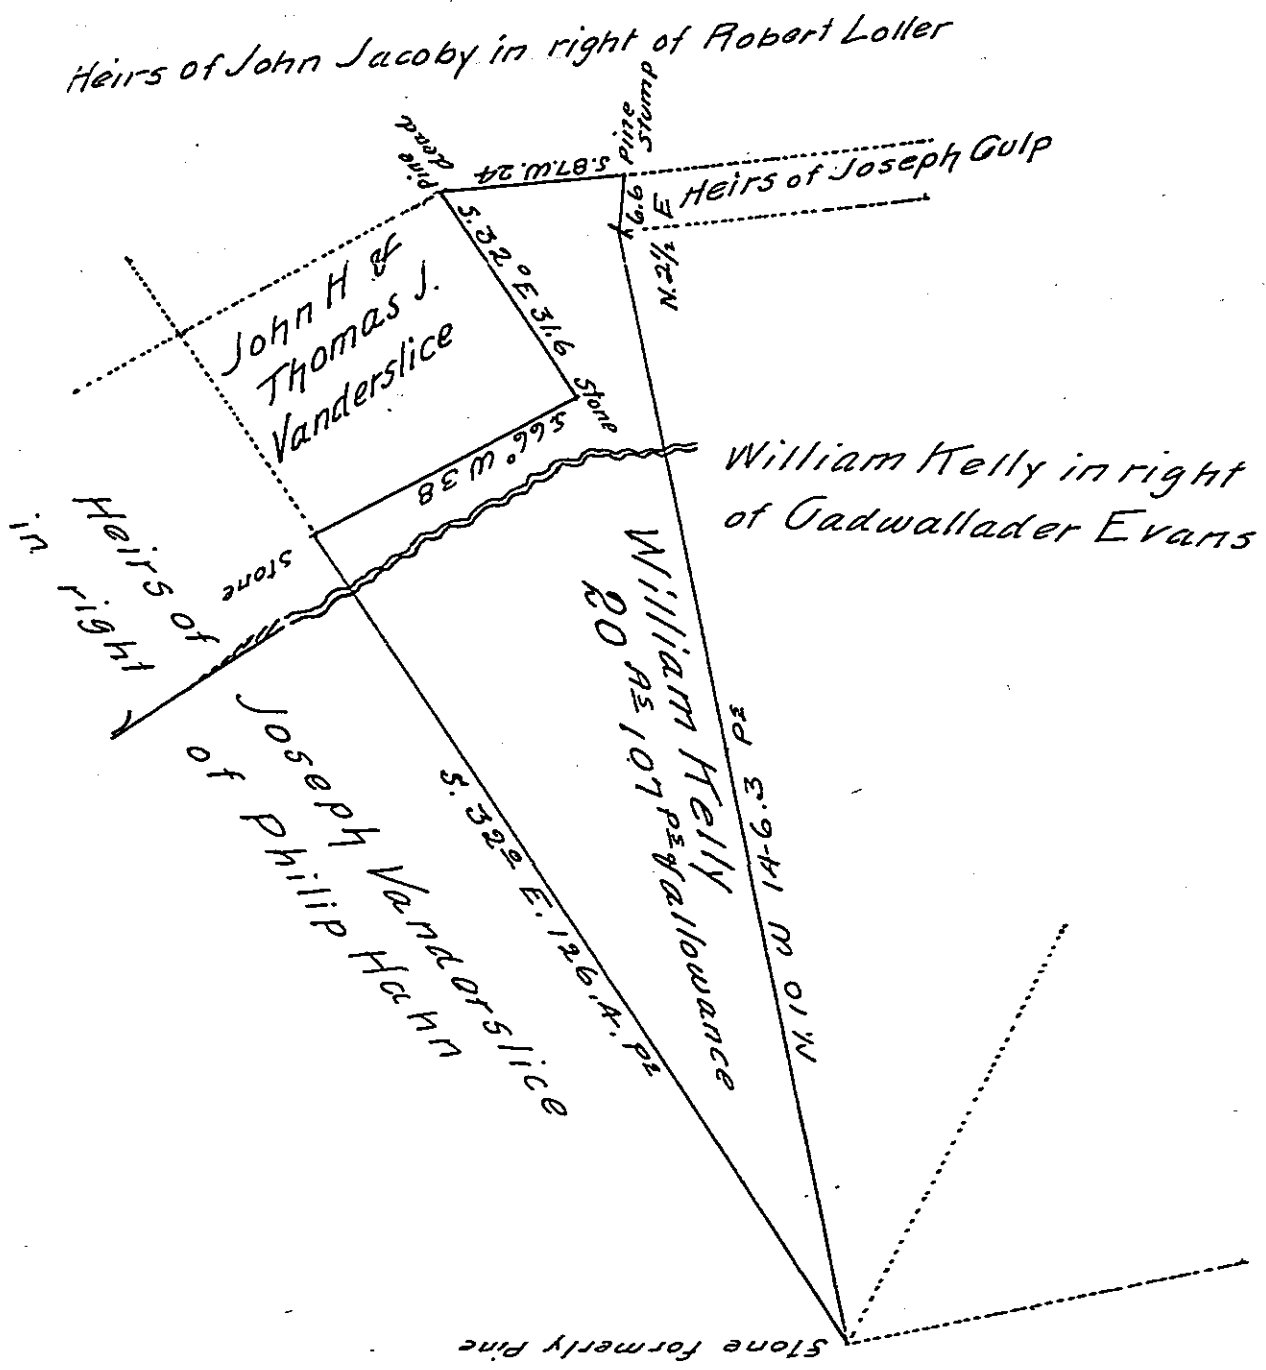 Heirs of John Jacoby in right of Robert Loller
Pine dead
S.87.W.24
Pine Stump
6.6
N.2½ E
Heirs of Joseph Culp
S.32° E 31.6
Stone
John H &
Thomas J.
Vanderslice
S.66° W 38
Stone
William Kelly in right
of Cadwallader Evans
William Kelly
20 As 107 Ps & allowance
N.10 W 146.3 Ps
S. 32° E. 126.4. Ps
Heirs of Joseph Vandorslice
in right of Philip Hahn
Stone formerly Pine